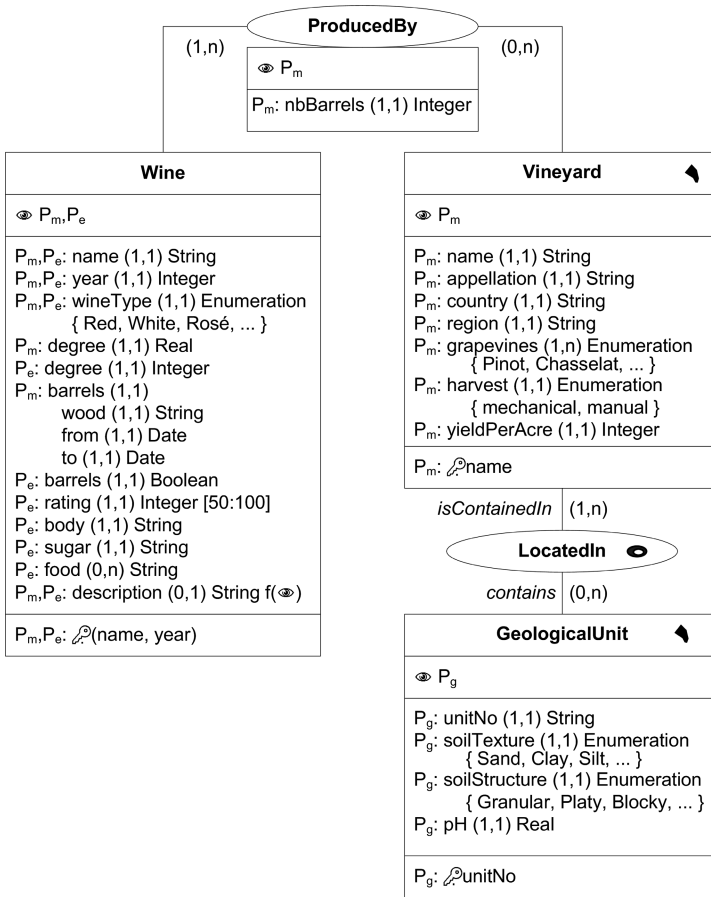 ProducedBy
(1,n)
(0,n)
Pm
Pm: nbBarrels (1,1) Integer
Wine
Pm,Pe
Pm,Pe: name (1,1) String
Pm,Pe: year (1,1) Integer
Pm,Pe: wineType (1,1) Enumeration
{ Red, White, Rosé, ... }
Pm: degree (1,1) Real
Pe: degree (1,1) Integer
Pm: barrels (1,1)
wood (1,1) String
from (1,1) Date
to (1,1) Date
Pe: barrels (1,1) Boolean
Pe: rating (1,1) Integer [50:100]
Pe: body (1,1) String
Pe: sugar (1,1) String
Pe: food (0,n) String
Pm,Pe: description (0,1) String f(👁)
Pm,Pe: (name, year)
Vineyard
Pm
Pm: name (1,1) String
Pm: appellation (1,1) String
Pm: country (1,1) String
Pm: region (1,1) String
Pm: grapevines (1,n) Enumeration
{ Pinot, Chasselat, ... }
Pm: harvest (1,1) Enumeration
{ mechanical, manual }
Pm: yieldPerAcre (1,1) Integer
Pm: name
isContainedIn (1,n)
LocatedIn
contains (0,n)
GeologicalUnit
Pg
Pg: unitNo (1,1) String
Pg: soilTexture (1,1) Enumeration
{ Sand, Clay, Silt, ... }
Pg: soilStructure (1,1) Enumeration
{ Granular, Platy, Blocky, ... }
Pg: pH (1,1) Real
Pg: unitNo